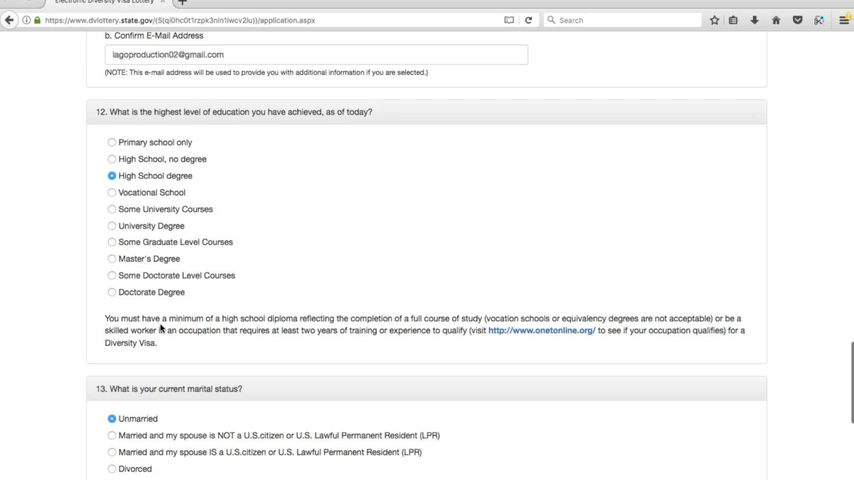 Electronic Diversity Visa Lottery
https://www.dvlottery.state.gov/
/application.aspx
Search
b. Confirm E-Mail Address
lagoproduction02@gmail.com
(NOTE: This e-mail address will be used to provide you with additional information if you are selected.)
12. What is the highest level of education you have achieved, as of today?
Primary school only
High School, no degree
High School degree
Vocational School
Some University Courses
University Degree
Some Graduate Level Courses
Master's Degree
Some Doctorate Level Courses
Doctorate Degree
You must have a minimum of a high school diploma reflecting the completion of a full course of study (vocation schools or equivalency degrees are not acceptable) or be a
skilled worker in an occupation that requires at least two years of training or experience to qualify (visit http://www.onetonline.org/ to see if your occupation qualifies) for a
Diversity Visa.
13. What is your current marital status?
Unmarried
Married and my spouse is NOT a U.S.citizen or U.S. Lawful Permanent Resident (LPR)
Married and my spouse IS a U.S.citizen or U.S. Lawful Permanent Resident (LPR)
Divorced